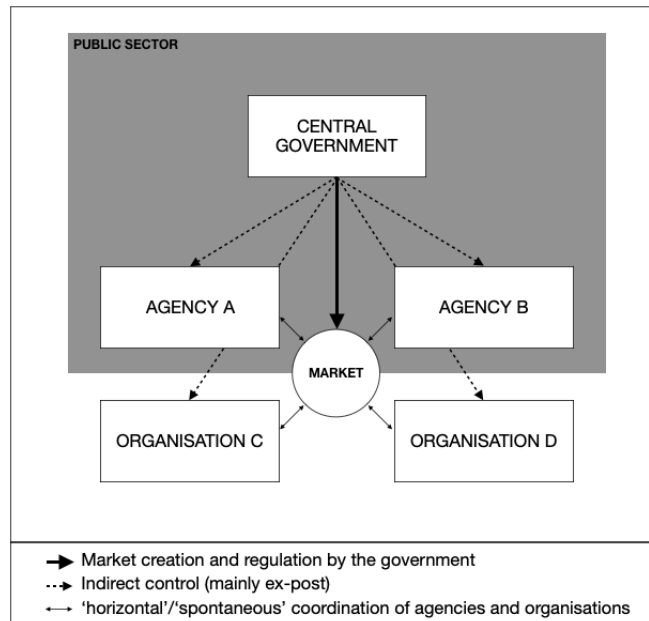 PUBLIC SECTOR
CENTRAL
GOVERNMENT
AGENCY A
AGENCY B
MARKET
ORGANISATION C
ORGANISATION D
Market creation and regulation by the government
Indirect control (mainly ex-post)
‘horizontal’/‘spontaneous’ coordination of agencies and organisations